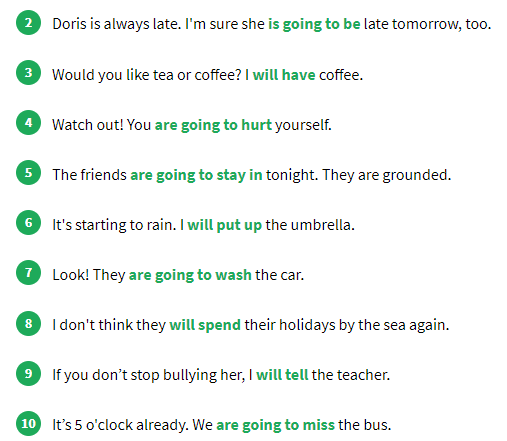 2 Doris is always late. I'm sure she is going to be late tomorrow, too.
3 Would you like tea or coffee? I will have coffee.
4 Watch out! You are going to hurt yourself.
5 The friends are going to stay in tonight. They are grounded.
6 It's starting to rain. I will put up the umbrella.
7 Look! They are going to wash the car.
8 I don't think they will spend their holidays by the sea again.
9 If you don’t stop bullying her, I will tell the teacher.
10 It’s 5 o'clock already. We are going to miss the bus.